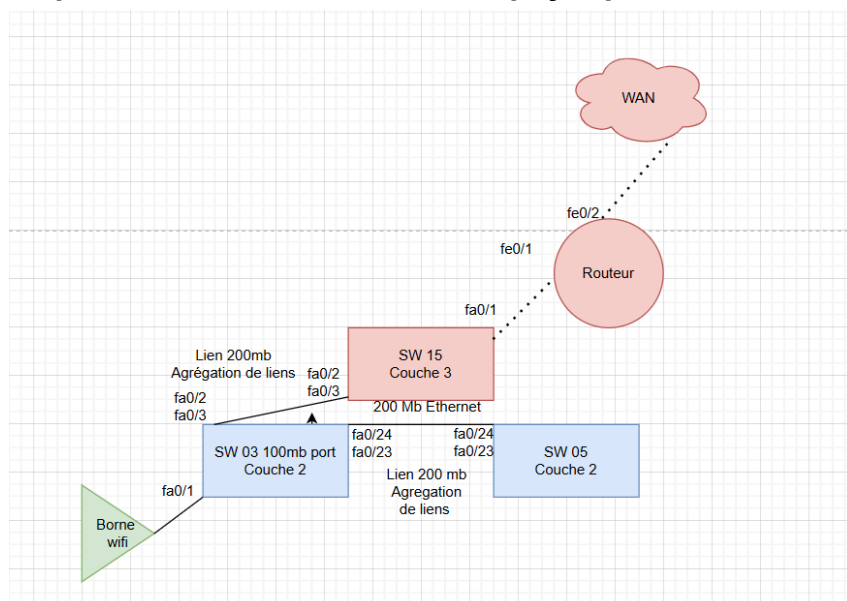 WAN
fe0/2
fe0/1
Routeur
fa0/1
SW 15
Couche 3
Lien 200mb
Agrégation de liens
fa0/2
fa0/3
fa0/2
fa0/3
200 Mb Ethernet
SW 03 100mb port
Couche 2
fa0/24
fa0/23
fa0/24
fa0/23
SW 05
Couche 2
Lien 200 mb
Agregation
de liens
fa0/1
Borne
wifi